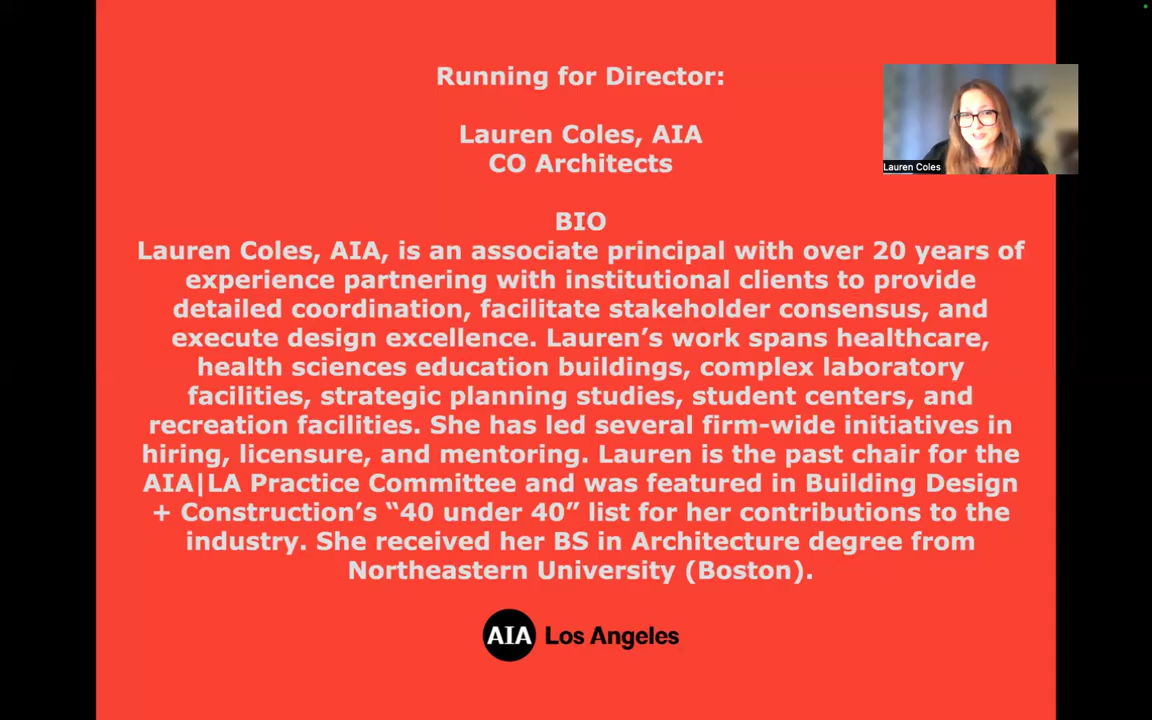 Running for Director:
Lauren Coles, AIA
CO Architects
Lauren Coles
BIO
Lauren Coles, AIA, is an associate principal with over 20 years of
experience partnering with institutional clients to provide
detailed coordination, facilitate stakeholder consensus, and
execute design excellence. Lauren’s work spans healthcare,
health sciences education buildings, complex laboratory
facilities, strategic planning studies, student centers, and
recreation facilities. She has led several firm-wide initiatives in
hiring, licensure, and mentoring. Lauren is the past chair for the
AIA|LA Practice Committee and was featured in Building Design
+ Construction’s “40 under 40” list for her contributions to the
industry. She received her BS in Architecture degree from
Northeastern University (Boston).
AIA Los Angeles